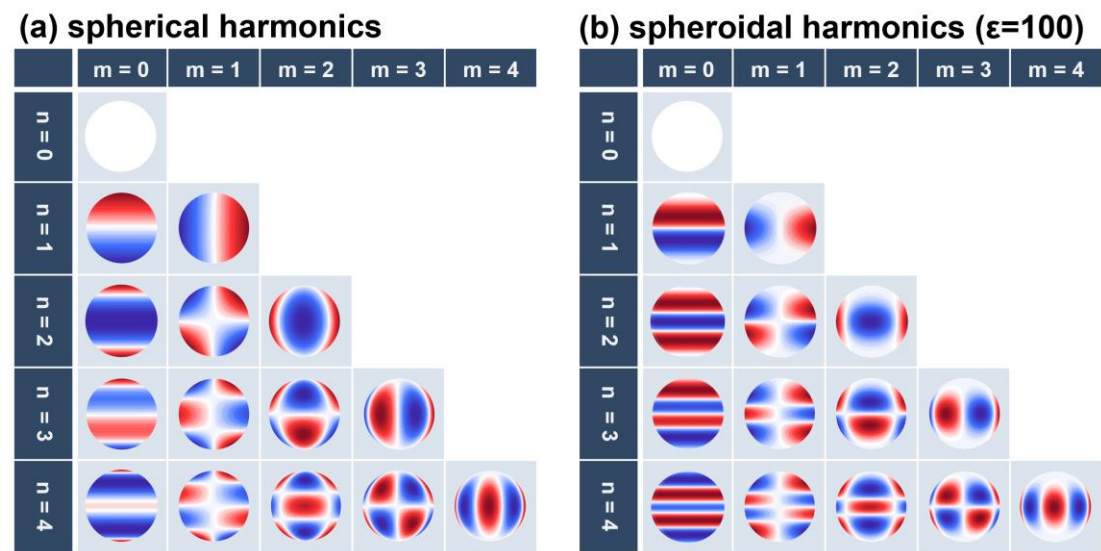 (a) spherical harmonics
m = 0 m = 1 m = 2 m = 3 m = 4
n = 0
n = 1
n = 2
n = 3
n = 4
(b) spheroidal harmonics (ε=100)
m = 0 m = 1 m = 2 m = 3 m = 4
n = 0
n = 1
n = 2
n = 3
n = 4